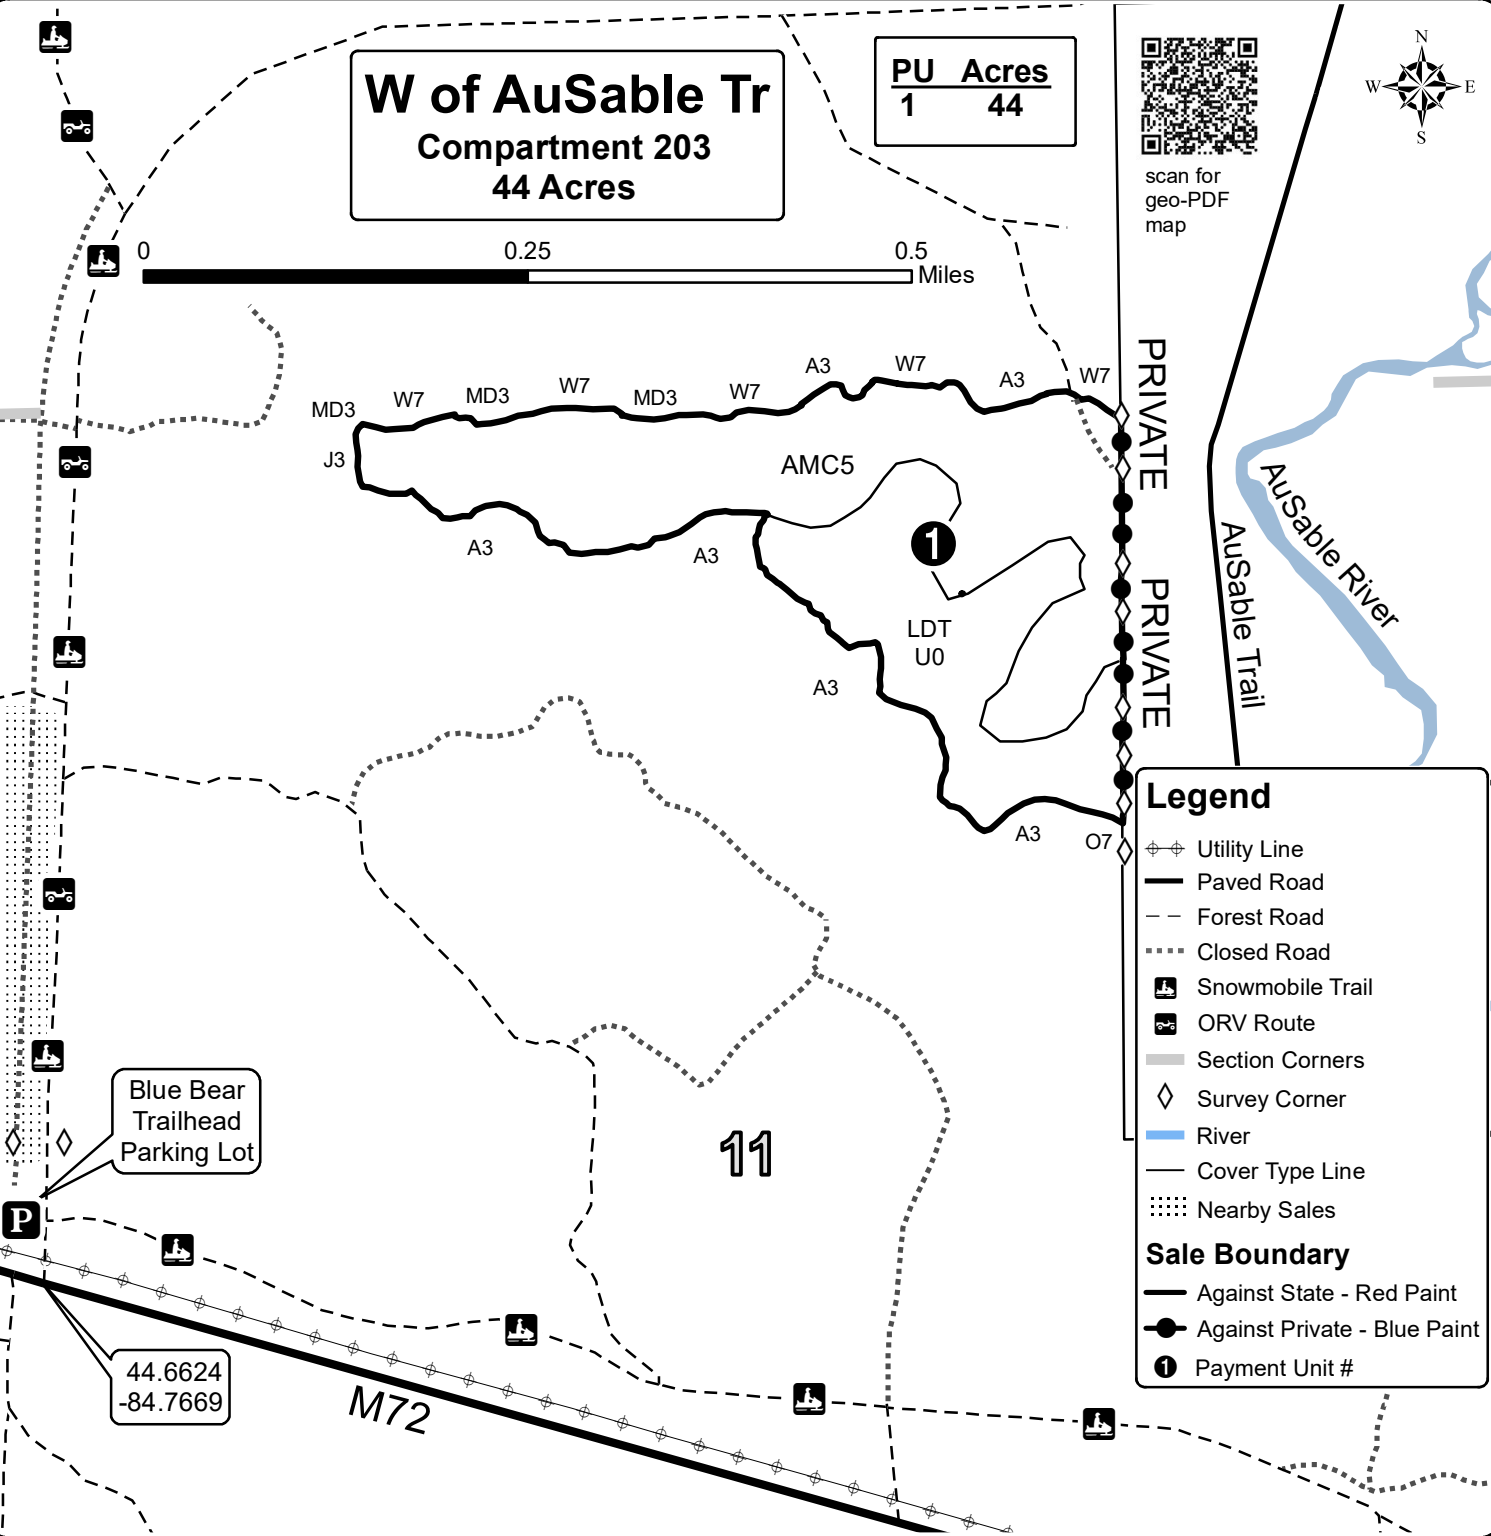 W of AuSable Tr
Compartment 203
44 Acres
PU Acres
1 44
scan for
geo-PDF
map
N
W E
S
0 0.25 0.5
Miles
MD3
W7
MD3
W7
MD3
W7
A3
W7
A3
W7
J3
AMC5
A3
A3
1
LDT
U0
A3
A3
O7
PRIVATE
PRIVATE
AuSable Trail
AuSable River
11
Blue Bear
Trailhead
Parking Lot
P
44.6624
-84.7669
M72
Legend
Utility Line
Paved Road
Forest Road
Closed Road
Snowmobile Trail
ORV Route
Section Corners
Survey Corner
River
Cover Type Line
Nearby Sales
Sale Boundary
Against State - Red Paint
Against Private - Blue Paint
1 Payment Unit #